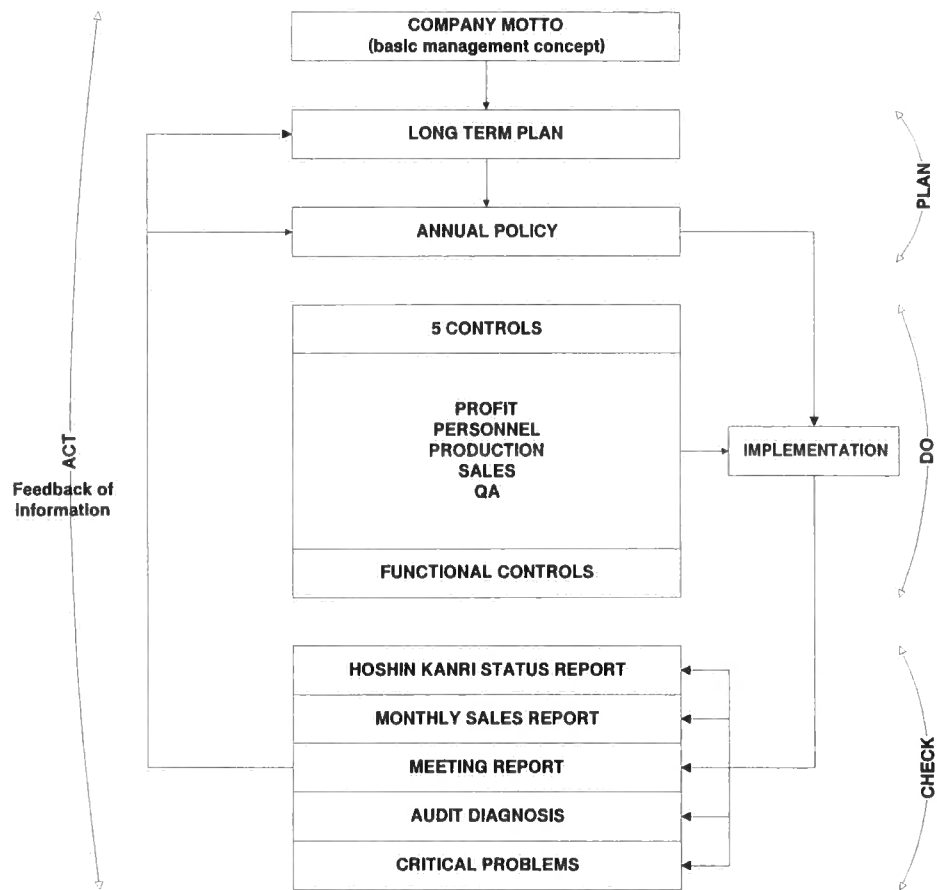 COMPANY MOTTO
(basic management concept)
LONG TERM PLAN
PLAN
ANNUAL POLICY
5 CONTROLS
PROFIT
PERSONNEL
PRODUCTION
SALES
QA
IMPLEMENTATION
DO
ACT
Feedback of
Information
FUNCTIONAL CONTROLS
HOSHIN KANRI STATUS REPORT
MONTHLY SALES REPORT
MEETING REPORT
CHECK
AUDIT DIAGNOSIS
CRITICAL PROBLEMS